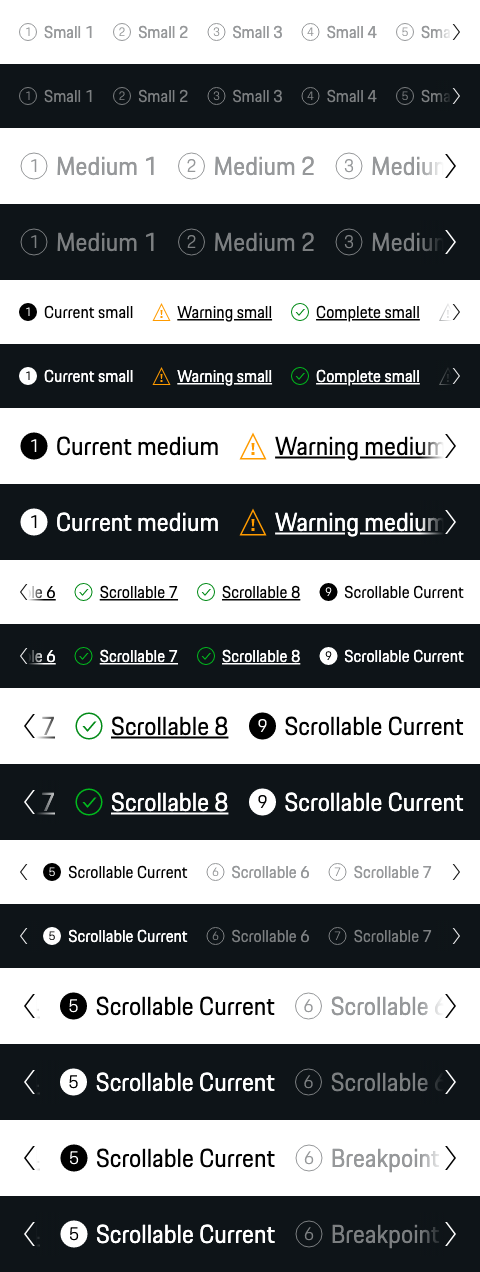 1 Small 1 2 Small 2 3 Small 3 4 Small 4 5 Sma
1 Small 1 2 Small 2 3 Small 3 4 Small 4 5 Sma
1 Medium 1 2 Medium 2 3 Medium
1 Medium 1 2 Medium 2 3 Medium
1 Current small Warning small Complete small
1 Current small Warning small Complete small
1 Current medium Warning medium
1 Current medium Warning medium
le 6 Scrollable 7 Scrollable 8 9 Scrollable Current
le 6 Scrollable 7 Scrollable 8 9 Scrollable Current
7 Scrollable 8 9 Scrollable Current
7 Scrollable 8 9 Scrollable Current
5 Scrollable Current 6 Scrollable 6 7 Scrollable 7
5 Scrollable Current 6 Scrollable 6 7 Scrollable 7
5 Scrollable Current 6 Scrollable 6
5 Scrollable Current 6 Scrollable 6
5 Scrollable Current 6 Breakpoint
5 Scrollable Current 6 Breakpoint